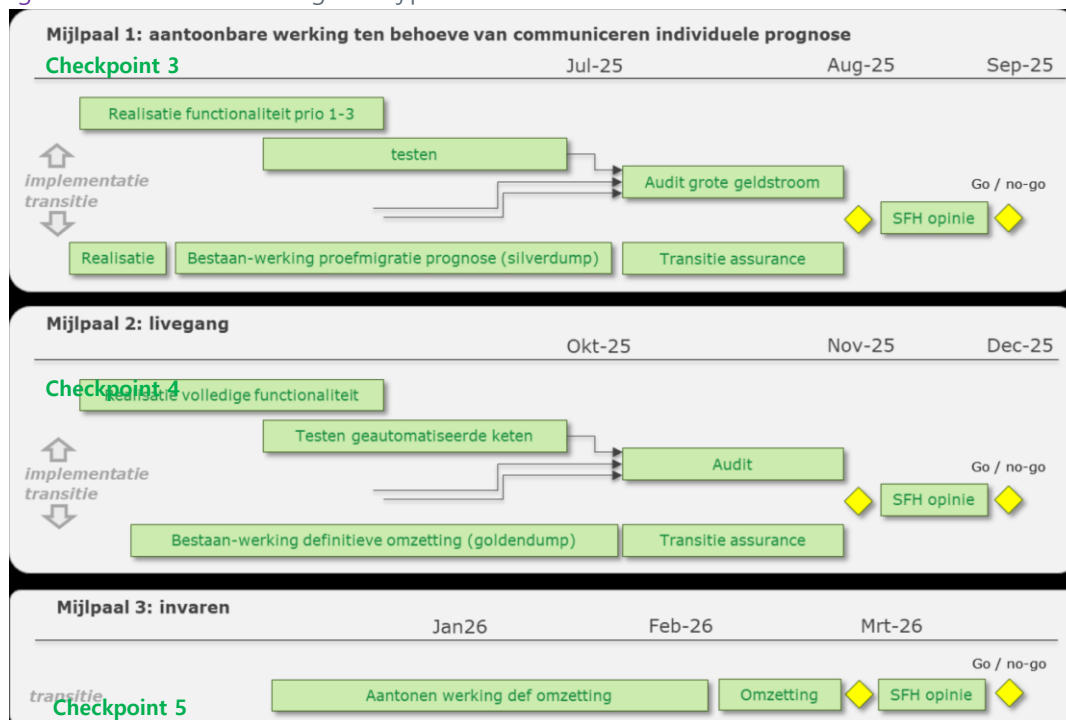 Mijlpaal 1: aantoonbare werking ten behoeve van communiceren individuele prognose
Checkpoint 3
Jul-25
Aug-25
Sep-25
Realisatie functionaliteit prio 1-3
testen
implementatie
transitie
Audit grote geldstroom
Go / no-go
SFH opinie
Realisatie
Bestaan-werking proefmigratie prognose (silverdump)
Transitie assurance
Mijlpaal 2: livegang
Okt-25
Nov-25
Dec-25
Checkpoint 4
Realisatie volledige functionaliteit
Testen geautomatiseerde keten
implementatie
transitie
Audit
Go / no-go
SFH opinie
Bestaan-werking definitieve omzetting (goldendump)
Transitie assurance
Mijlpaal 3: invaren
Jan26
Feb-26
Mrt-26
Go / no-go
transitie
Checkpoint 5
Aantonen werking def omzetting
Omzetting
SFH opinie